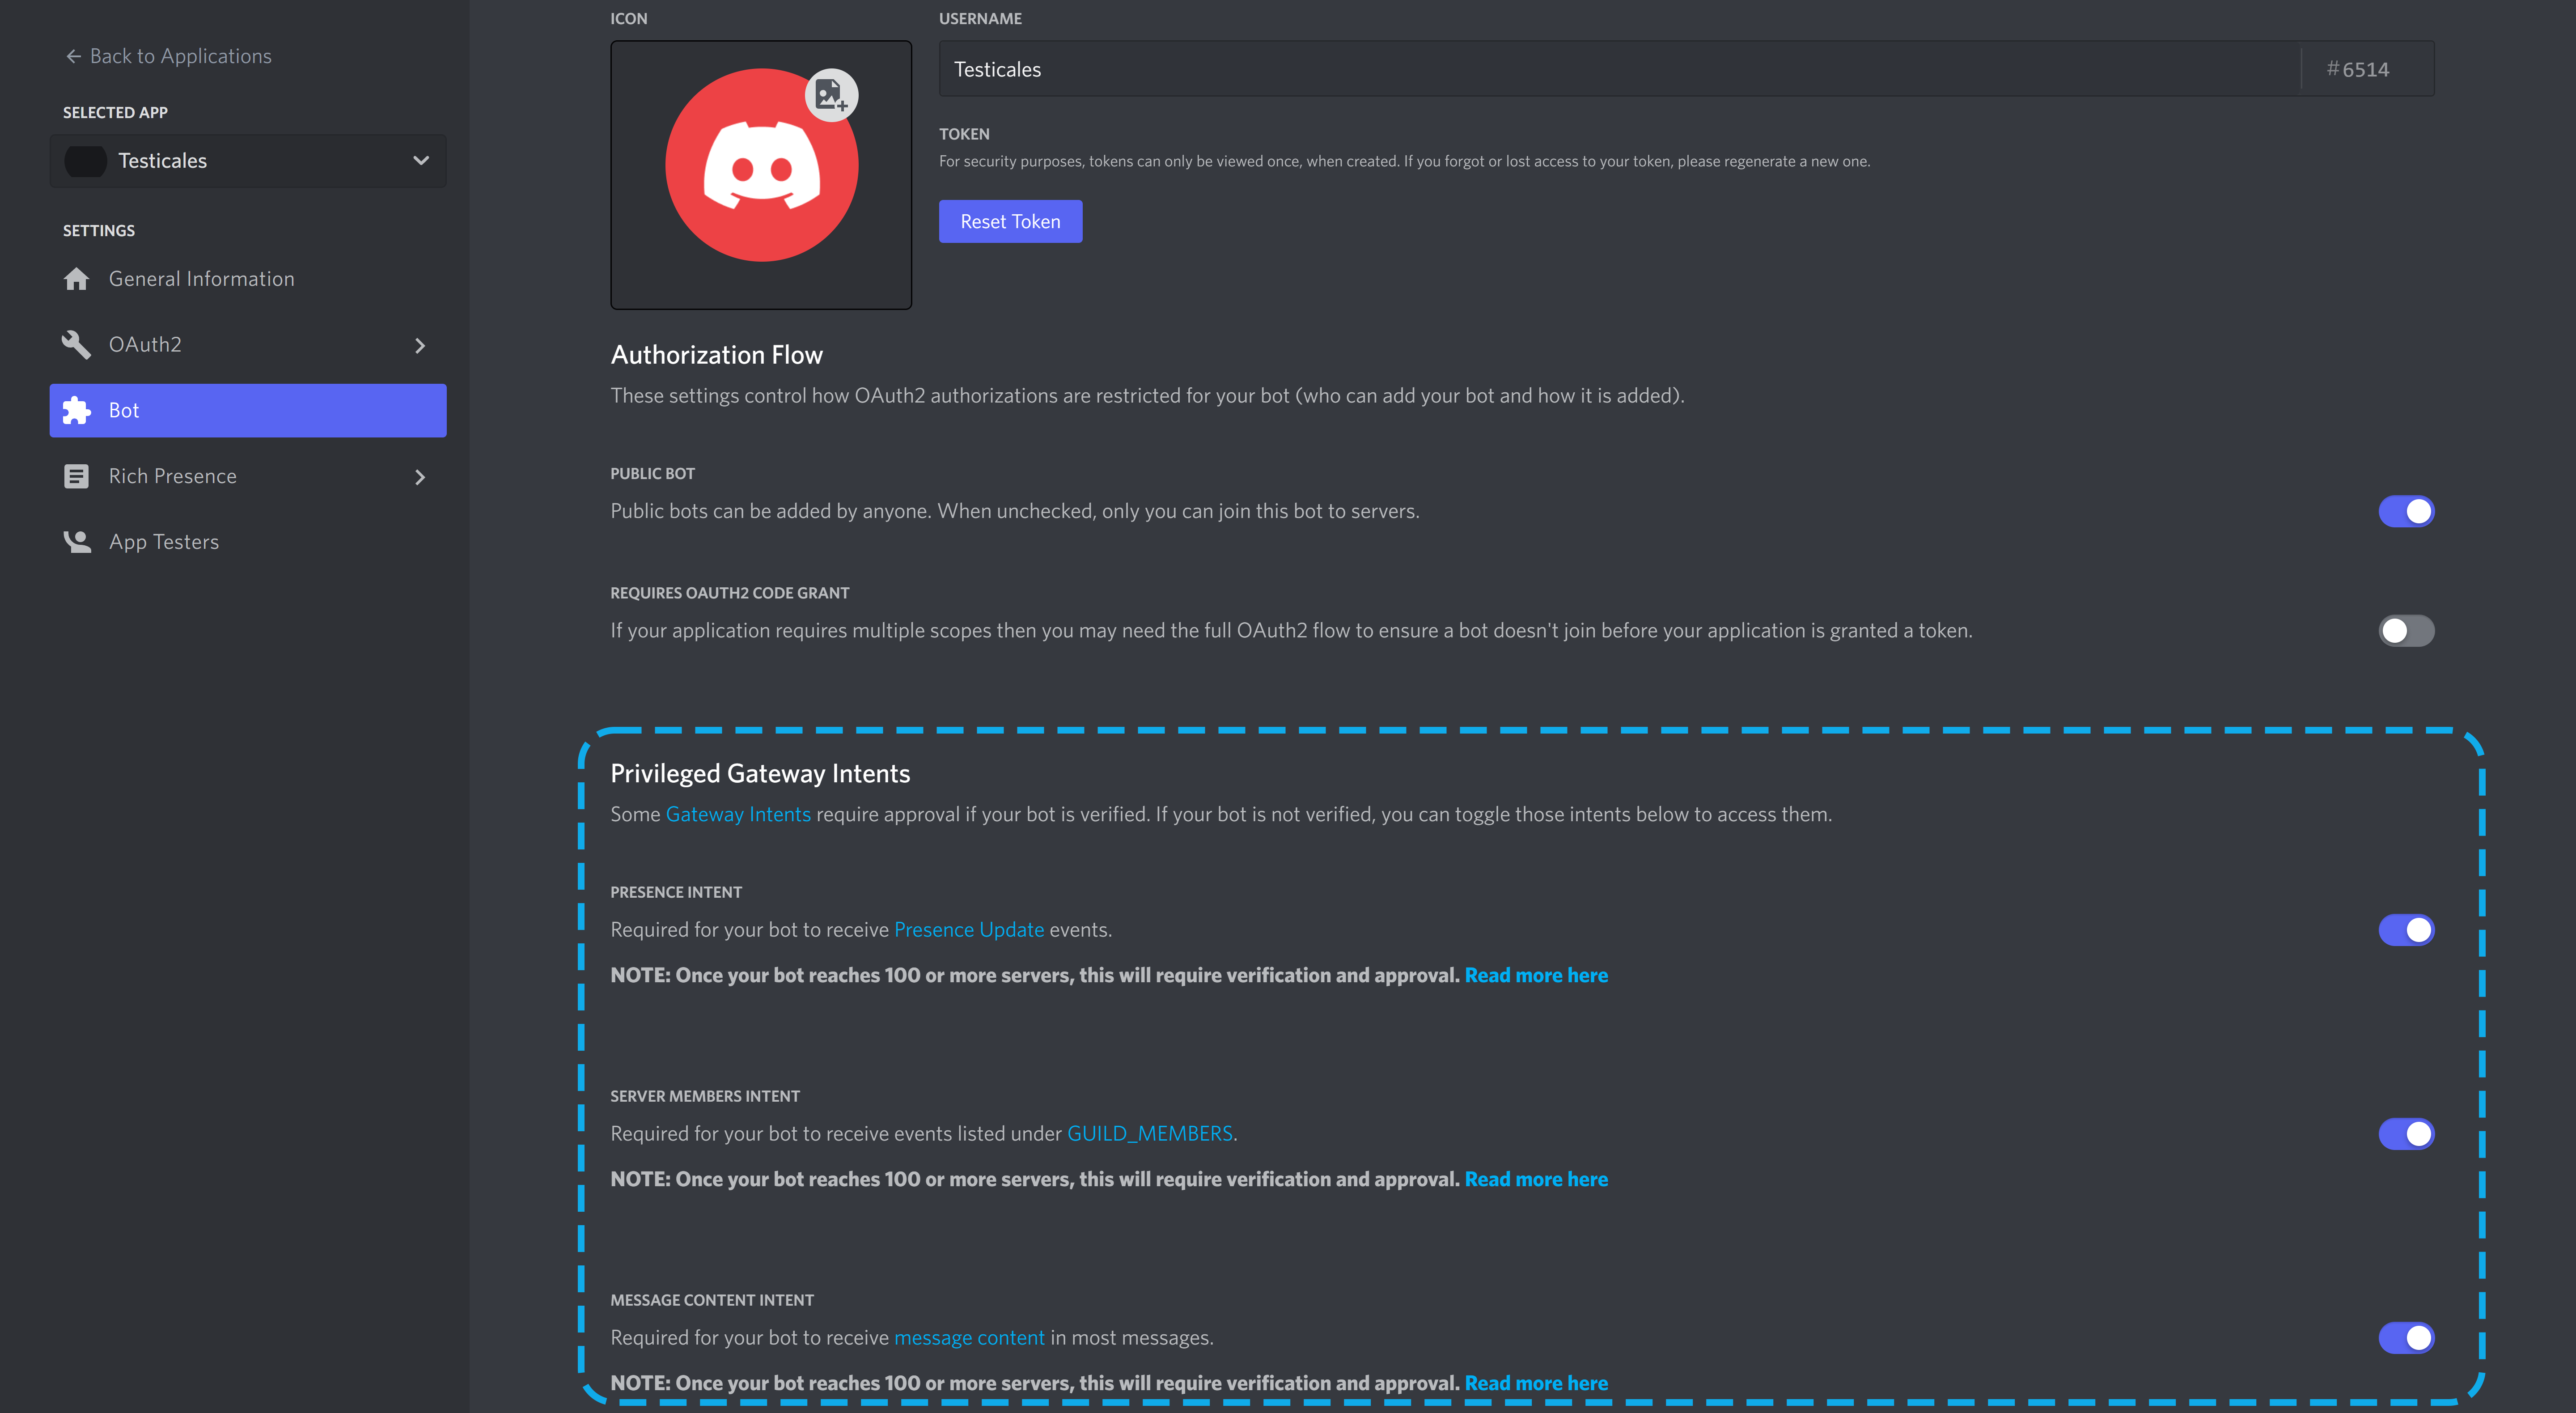 ← Back to Applications
SELECTED APP
Testicales
SETTINGS
General Information
OAuth2
Bot
Rich Presence
App Testers
ICON
USERNAME
Testicales
#6514
TOKEN
For security purposes, tokens can only be viewed once, when created. If you forgot or lost access to your token, please regenerate a new one.
Reset Token
Authorization Flow
These settings control how OAuth2 authorizations are restricted for your bot (who can add your bot and how it is added).
PUBLIC BOT
Public bots can be added by anyone. When unchecked, only you can join this bot to servers.
REQUIRES OAUTH2 CODE GRANT
If your application requires multiple scopes then you may need the full OAuth2 flow to ensure a bot doesn't join before your application is granted a token.
Privileged Gateway Intents
Some Gateway Intents require approval if your bot is verified. If your bot is not verified, you can toggle those intents below to access them.
PRESENCE INTENT
Required for your bot to receive Presence Update events.
NOTE: Once your bot reaches 100 or more servers, this will require verification and approval. Read more here
SERVER MEMBERS INTENT
Required for your bot to receive events listed under GUILD_MEMBERS.
NOTE: Once your bot reaches 100 or more servers, this will require verification and approval. Read more here
MESSAGE CONTENT INTENT
Required for your bot to receive message content in most messages.
NOTE: Once your bot reaches 100 or more servers, this will require verification and approval. Read more here